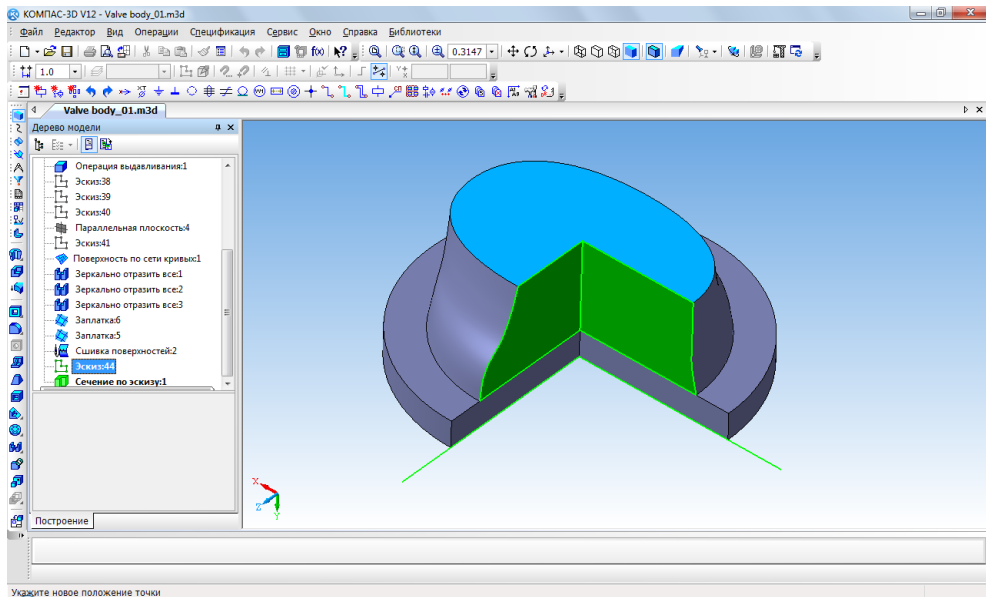 КОМПАС-3D V12 - Valve body_01.m3d
Файл Редактор Вид Операции Спецификация Сервис Окно Справка Библиотеки
0.3147
1.0
Valve body_01.m3d
Дерево модели
Операция выдавливания:1
Эскиз:38
Эскиз:39
Эскиз:40
Параллельная плоскость:4
Эскиз:41
Поверхность по сети кривых:1
Зеркально отразить все:1
Зеркально отразить все:2
Зеркально отразить все:3
Заплатка:6
Заплатка:5
Сшивка поверхностей:2
Эскиз:44
Сечение по эскизу:1
X
Z
Y
Построение
Укажите новое положение точки